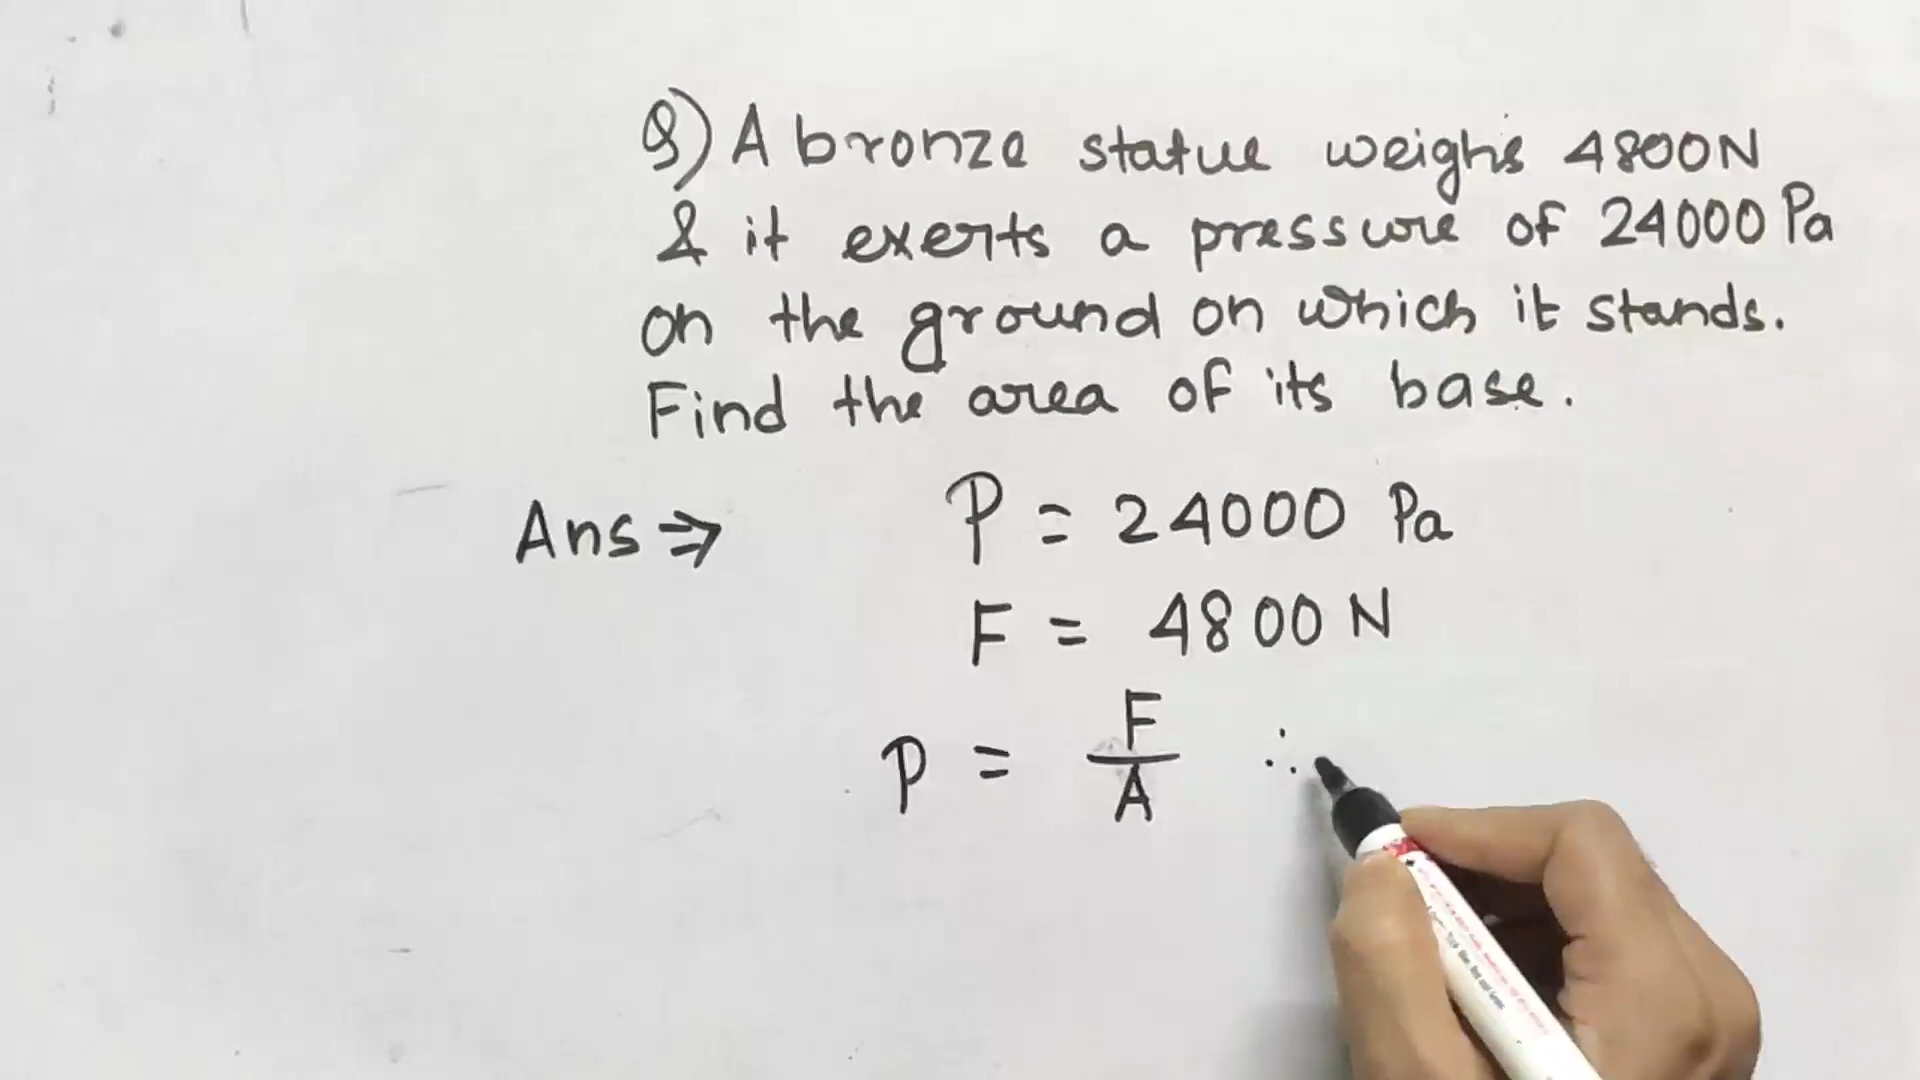 Q) A bronze statue weighs 4800N
& it exerts a pressure of 24000 Pa
on the ground on which it stands.
Find the area of its base.
Ans ⇒ P = 24000 Pa
F = 4800 N
P = F/A ∴